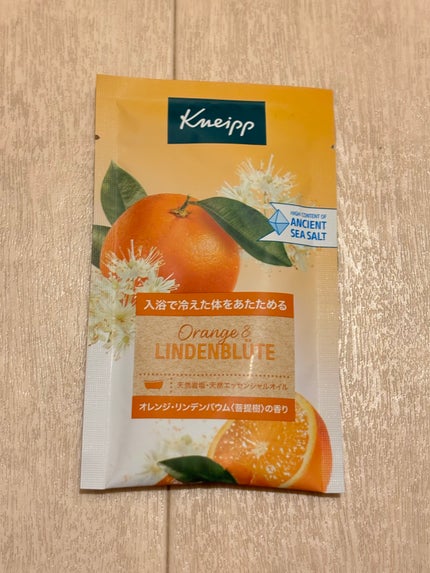 Kneipp
HIGH CONTENT OF
ANCIENT
SEA SALT
入浴で冷えた体をあたためる
Orange &
LINDENBLÜTE
天然岩塩・天然エッセンシャルオイル
オレンジ・リンデンバウム〈菩提樹〉の香り